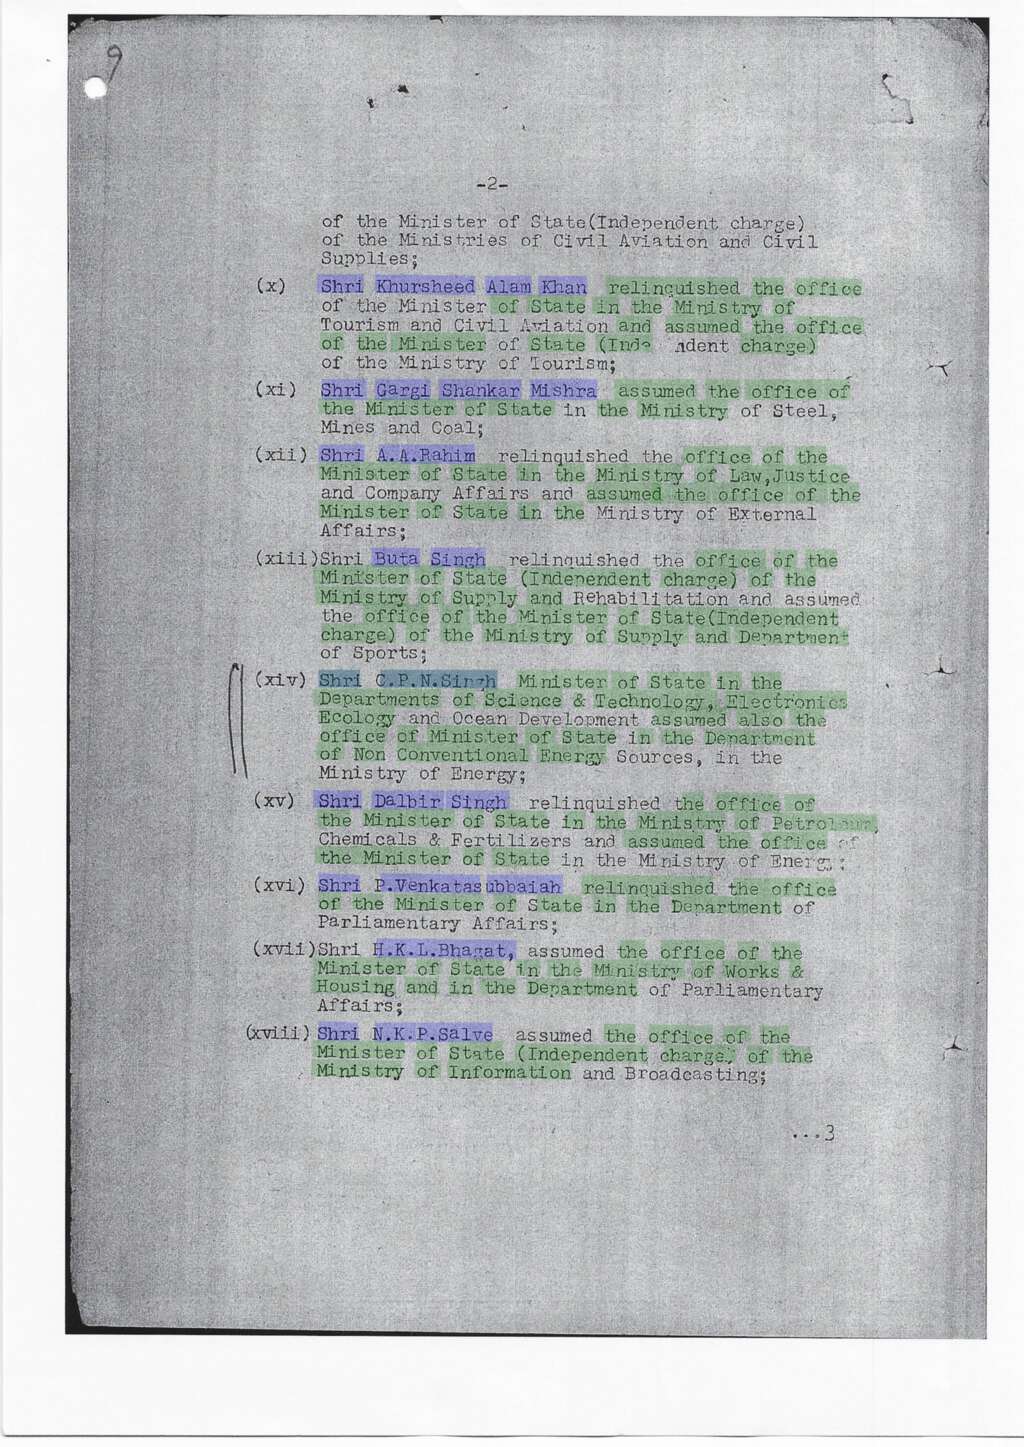 9
-2-
of the Minister of State(Independent charge)
of the Ministries of Civil Aviation and Civil
Supplies;
(x) Shri Khursheed Alam Khan relinquished the office
of the Minister of State in the Ministry of
Tourism and Civil Aviation and assumed the office
of the Minister of State (Inde ndent charge)
of the Ministry of Tourism;
(xi) Shri Gargi Shankar Mishra assumed the office of
the Minister of State in the Ministry of Steel,
Mines and Coal;
(xii) Shri A.A.Rahim relinquished the office of the
Minister of State in the Ministry of Law,Justice
and Company Affairs and assumed the office of the
Minister of State in the Ministry of External
Affairs;
(xiii)Shri Buta Singh relinquished the office of the
Minister of State (Independent charge) of the
Ministry of Supply and Rehabilitation and assumed
the office of the Minister of State(Independent
charge) of the Ministry of Supply and Department
of Sports;
(xiv) Shri C.P.N.Singh Minister of State in the
Departments of Science & Technology, Electronics
Ecology and Ocean Development assumed also the
office of Minister of State in the Department
of Non Conventional Energy Sources, in the
Ministry of Energy;
(xv) Shri Dalbir Singh relinquished the office of
the Minister of State in the Ministry of Petroleum,
Chemicals & Fertilizers and assumed the office of
the Minister of State in the Ministry of Energy;
(xvi) Shri P.Venkatasubbaiah relinquished the office
of the Minister of State in the Department of
Parliamentary Affairs;
(xvii)Shri H.K.L.Bhagat, assumed the office of the
Minister of State in the Ministry of Works &
Housing and in the Department of Parliamentary
Affairs;
(xviii) Shri N.K.P.Salve assumed the office of the
Minister of State (Independent charge) of the
Ministry of Information and Broadcasting;
...3